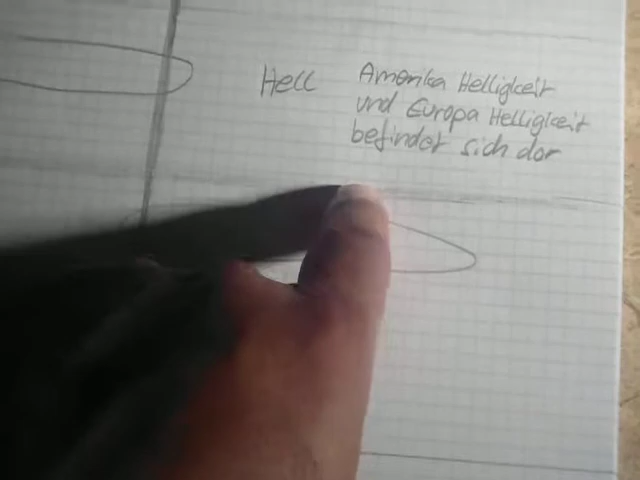 Hell
Amerika Helligkeit
und Europa Helligkeit
befindet sich dor